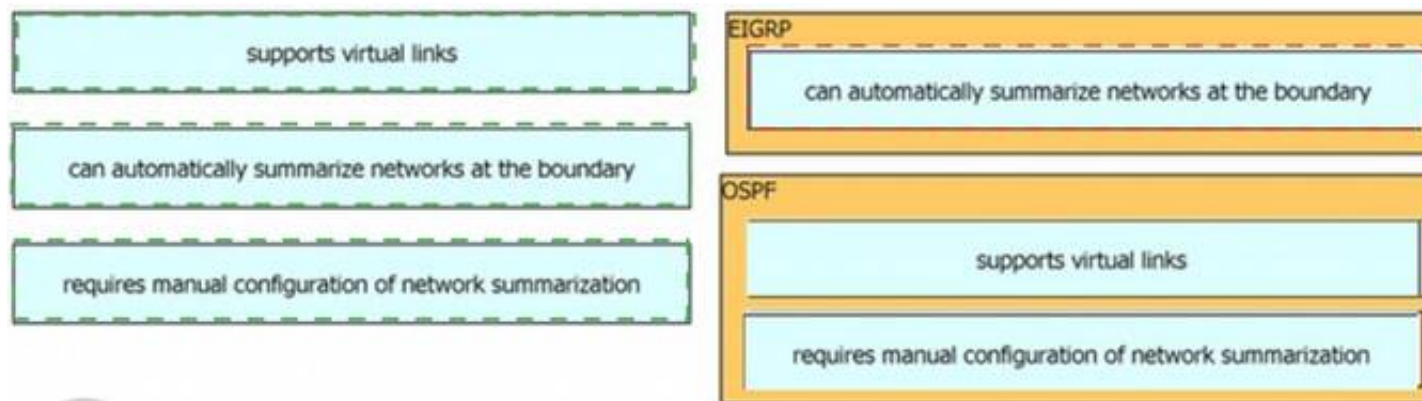 supports virtual links
can automatically summarize networks at the boundary
requires manual configuration of network summarization
EIGRP
can automatically summarize networks at the boundary
OSPF
supports virtual links
requires manual configuration of network summarization